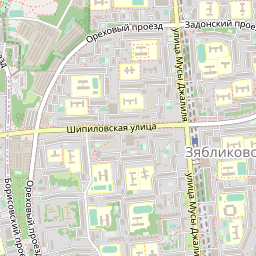 Ореховый проезд
Задонский прое
улица Мусы Джалиля
Шипиловская улица
Зябликово
Борисовский проезд
Ореховый проезд
улица Мусы Джалиля